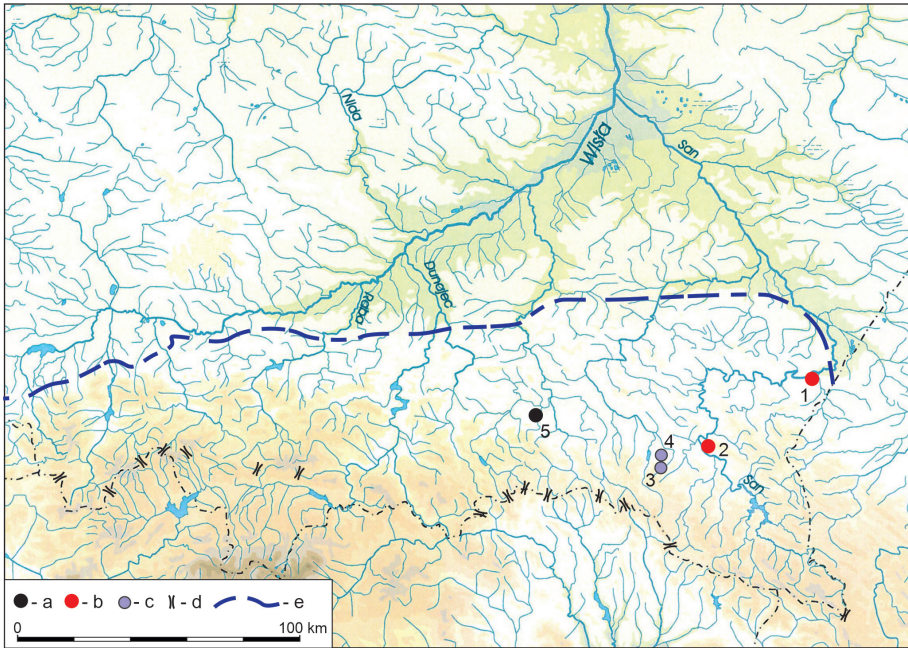 Nida
Wisła
San
Dunajec
Raba
1
5
4
2
3
San
- a
- b
- c
- d
- e
0
100 km